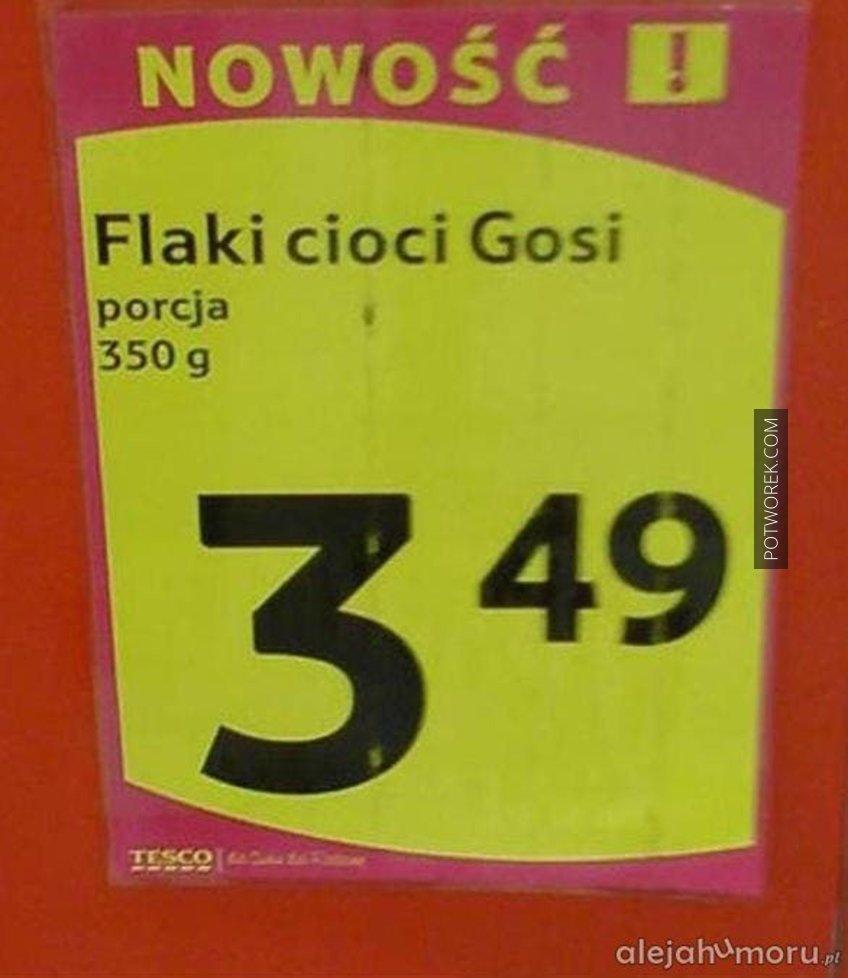 NOWOŚĆ !
Flaki cioci Gosi
porcja
350 g
3 49
POTWOREK.COM
TESCO
alejahumoru.pl